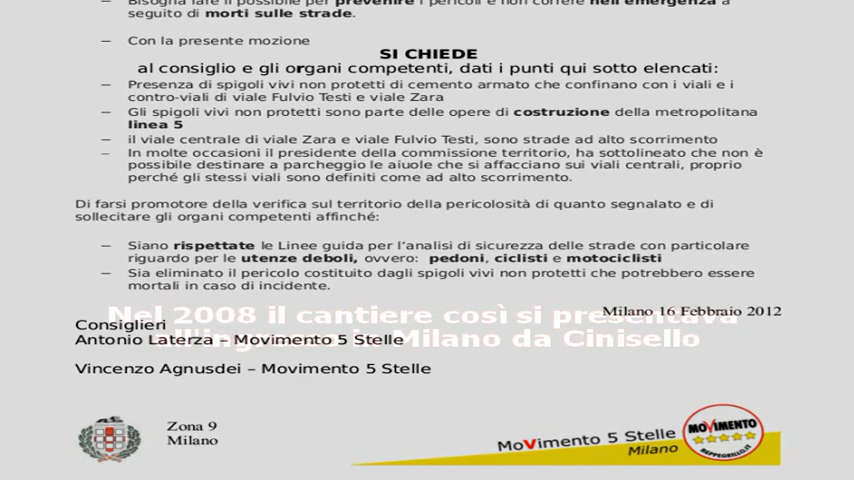 Bisogna fare il possibile per prevenire i pericoli e non correre nell'emergenza a
seguito di morti sulle strade.
— Con la presente mozione
SI CHIEDE
al consiglio e gli organi competenti, dati i punti qui sotto elencati:
— Presenza di spigoli vivi non protetti di cemento armato che confinano con i viali e i
contro-viali di viale Fulvio Testi e viale Zara
— Gli spigoli vivi non protetti sono parte delle opere di costruzione della metropolitana
linea 5
— il viale centrale di viale Zara e viale Fulvio Testi, sono strade ad alto scorrimento
— In molte occasioni il presidente della commissione territorio, ha sottolineato che non è
possibile destinare a parcheggio le aiuole che si affacciano sui viali centrali, proprio
perché gli stessi viali sono definiti come ad alto scorrimento.
Di farsi promotore della verifica sul territorio della pericolosità di quanto segnalato e di
sollecitare gli organi competenti affinché:
— Siano rispettate le Linee guida per l'analisi di sicurezza delle strade con particolare
riguardo per le utenze deboli, ovvero: pedoni, ciclisti e motociclisti
— Sia eliminato il pericolo costituito dagli spigoli vivi non protetti che potrebbero essere
mortali in caso di incidente.
Milano 16 Febbraio 2012
Nel 2008 il cantiere così si presentava
all'ingresso in Milano da Cinisello
Consiglieri
Antonio Laterza – Movimento 5 Stelle
Vincenzo Agnusdei – Movimento 5 Stelle
Zona 9
Milano
MoVimento 5 Stelle
Milano
MOVIMENTO
BEPPEGRILLO.IT